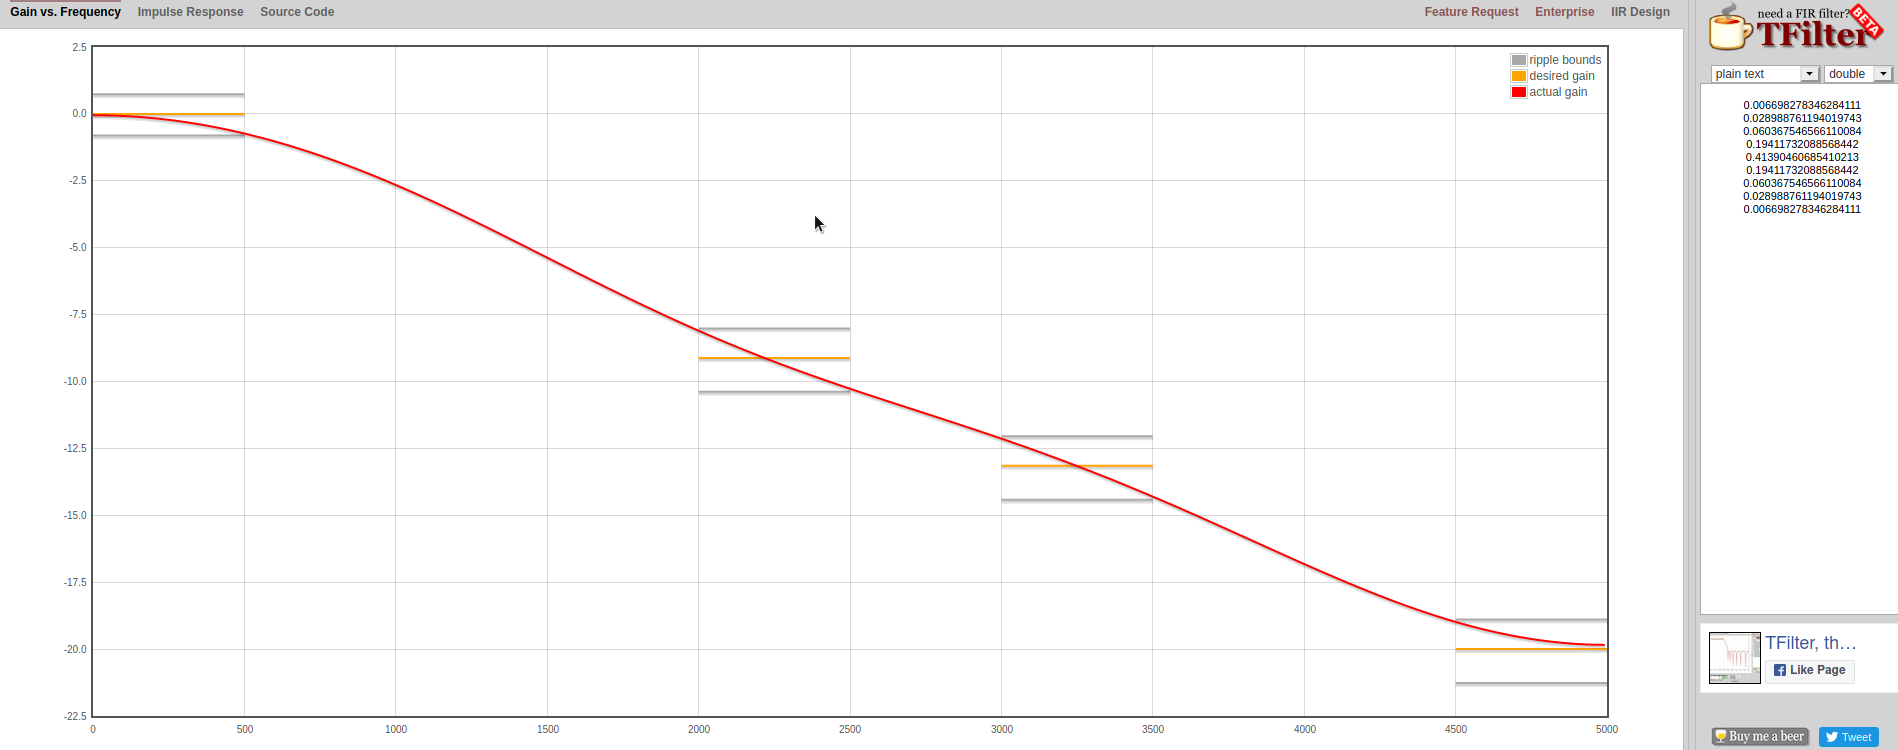 Gain vs. Frequency Impulse Response Source Code Feature Request Enterprise IIR Design
need a FIR filter?
TFilter
BETA
plain text double
2.5
0.0
-2.5
-5.0
-7.5
-10.0
-12.5
-15.0
-17.5
-20.0
-22.5
0 500 1000 1500 2000 2500 3000 3500 4000 4500 5000
ripple bounds
desired gain
actual gain
0.006698278346284111
0.028988761194019743
0.060367546566110084
0.19411732088568442
0.41390460685410213
0.19411732088568442
0.060367546566110084
0.028988761194019743
0.006698278346284111
TFilter, th...
Like Page
Buy me a beer Tweet